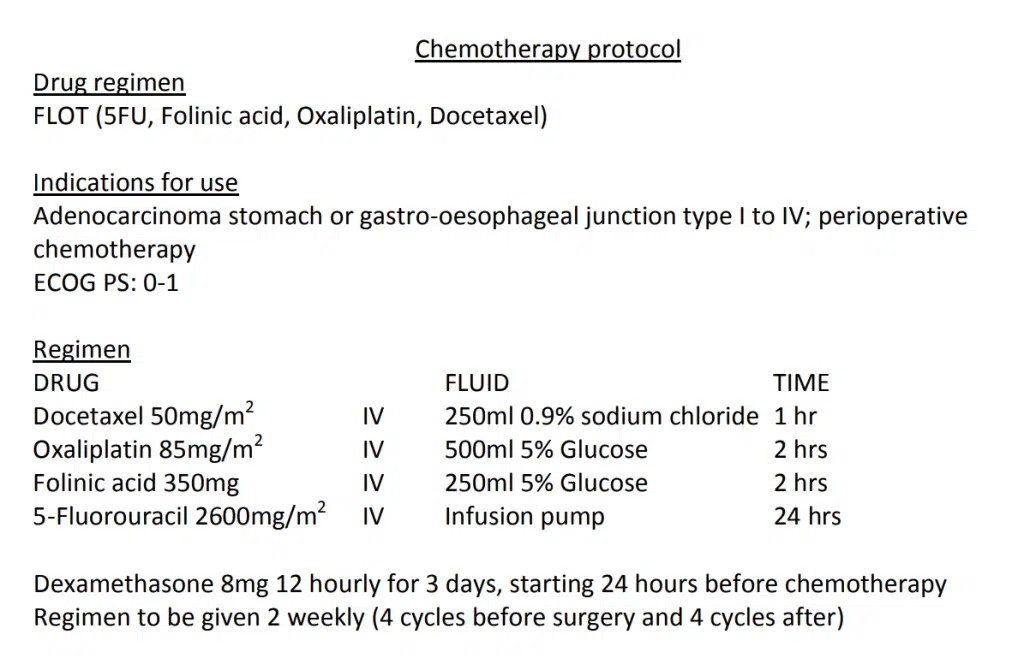 Chemotherapy protocol
Drug regimen
FLOT (5FU, Folinic acid, Oxaliplatin, Docetaxel)
Indications for use
Adenocarcinoma stomach or gastro-oesophageal junction type I to IV; perioperative
chemotherapy
ECOG PS: 0-1
Regimen
DRUG FLUID TIME
Docetaxel 50mg/m² IV 250ml 0.9% sodium chloride 1 hr
Oxaliplatin 85mg/m² IV 500ml 5% Glucose 2 hrs
Folinic acid 350mg IV 250ml 5% Glucose 2 hrs
5-Fluorouracil 2600mg/m² IV Infusion pump 24 hrs
Dexamethasone 8mg 12 hourly for 3 days, starting 24 hours before chemotherapy
Regimen to be given 2 weekly (4 cycles before surgery and 4 cycles after)